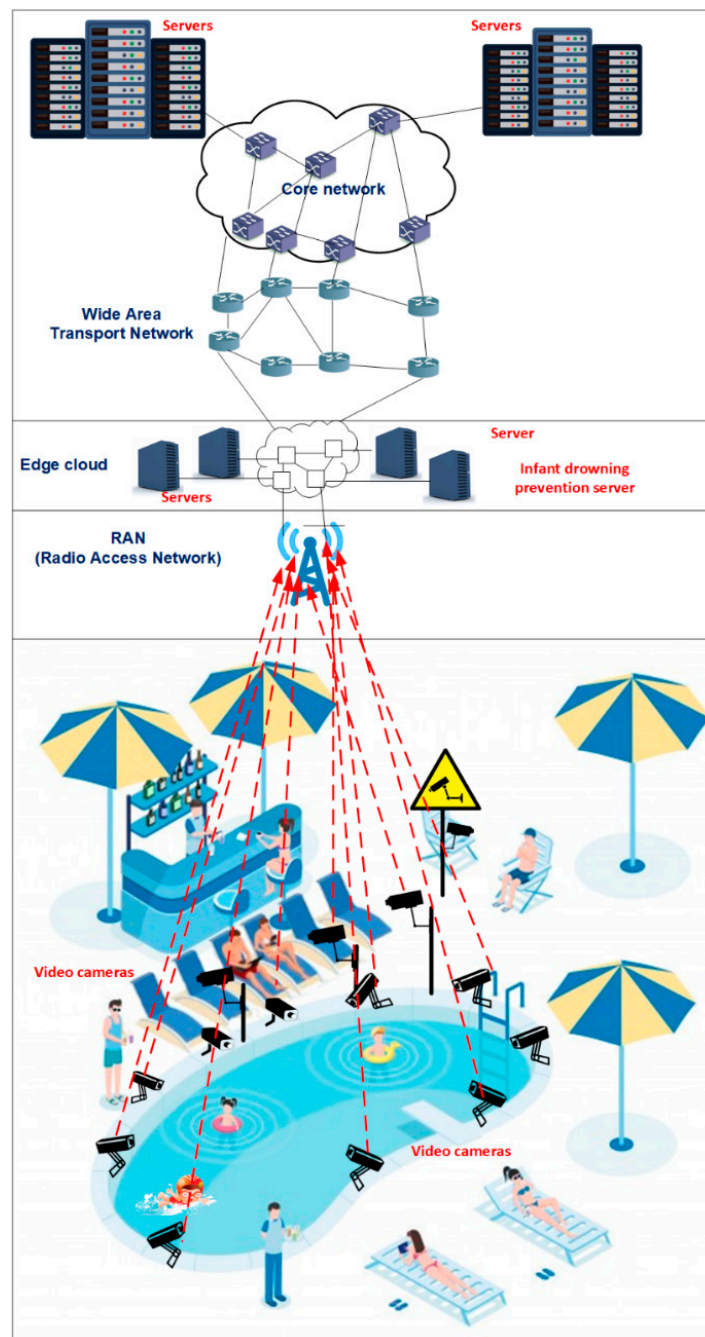 Servers
Servers
Core network
Wide Area
Transport Network
Server
Edge cloud
Infant drowning
prevention server
Servers
RAN
(Radio Access Network)
Video cameras
Video cameras